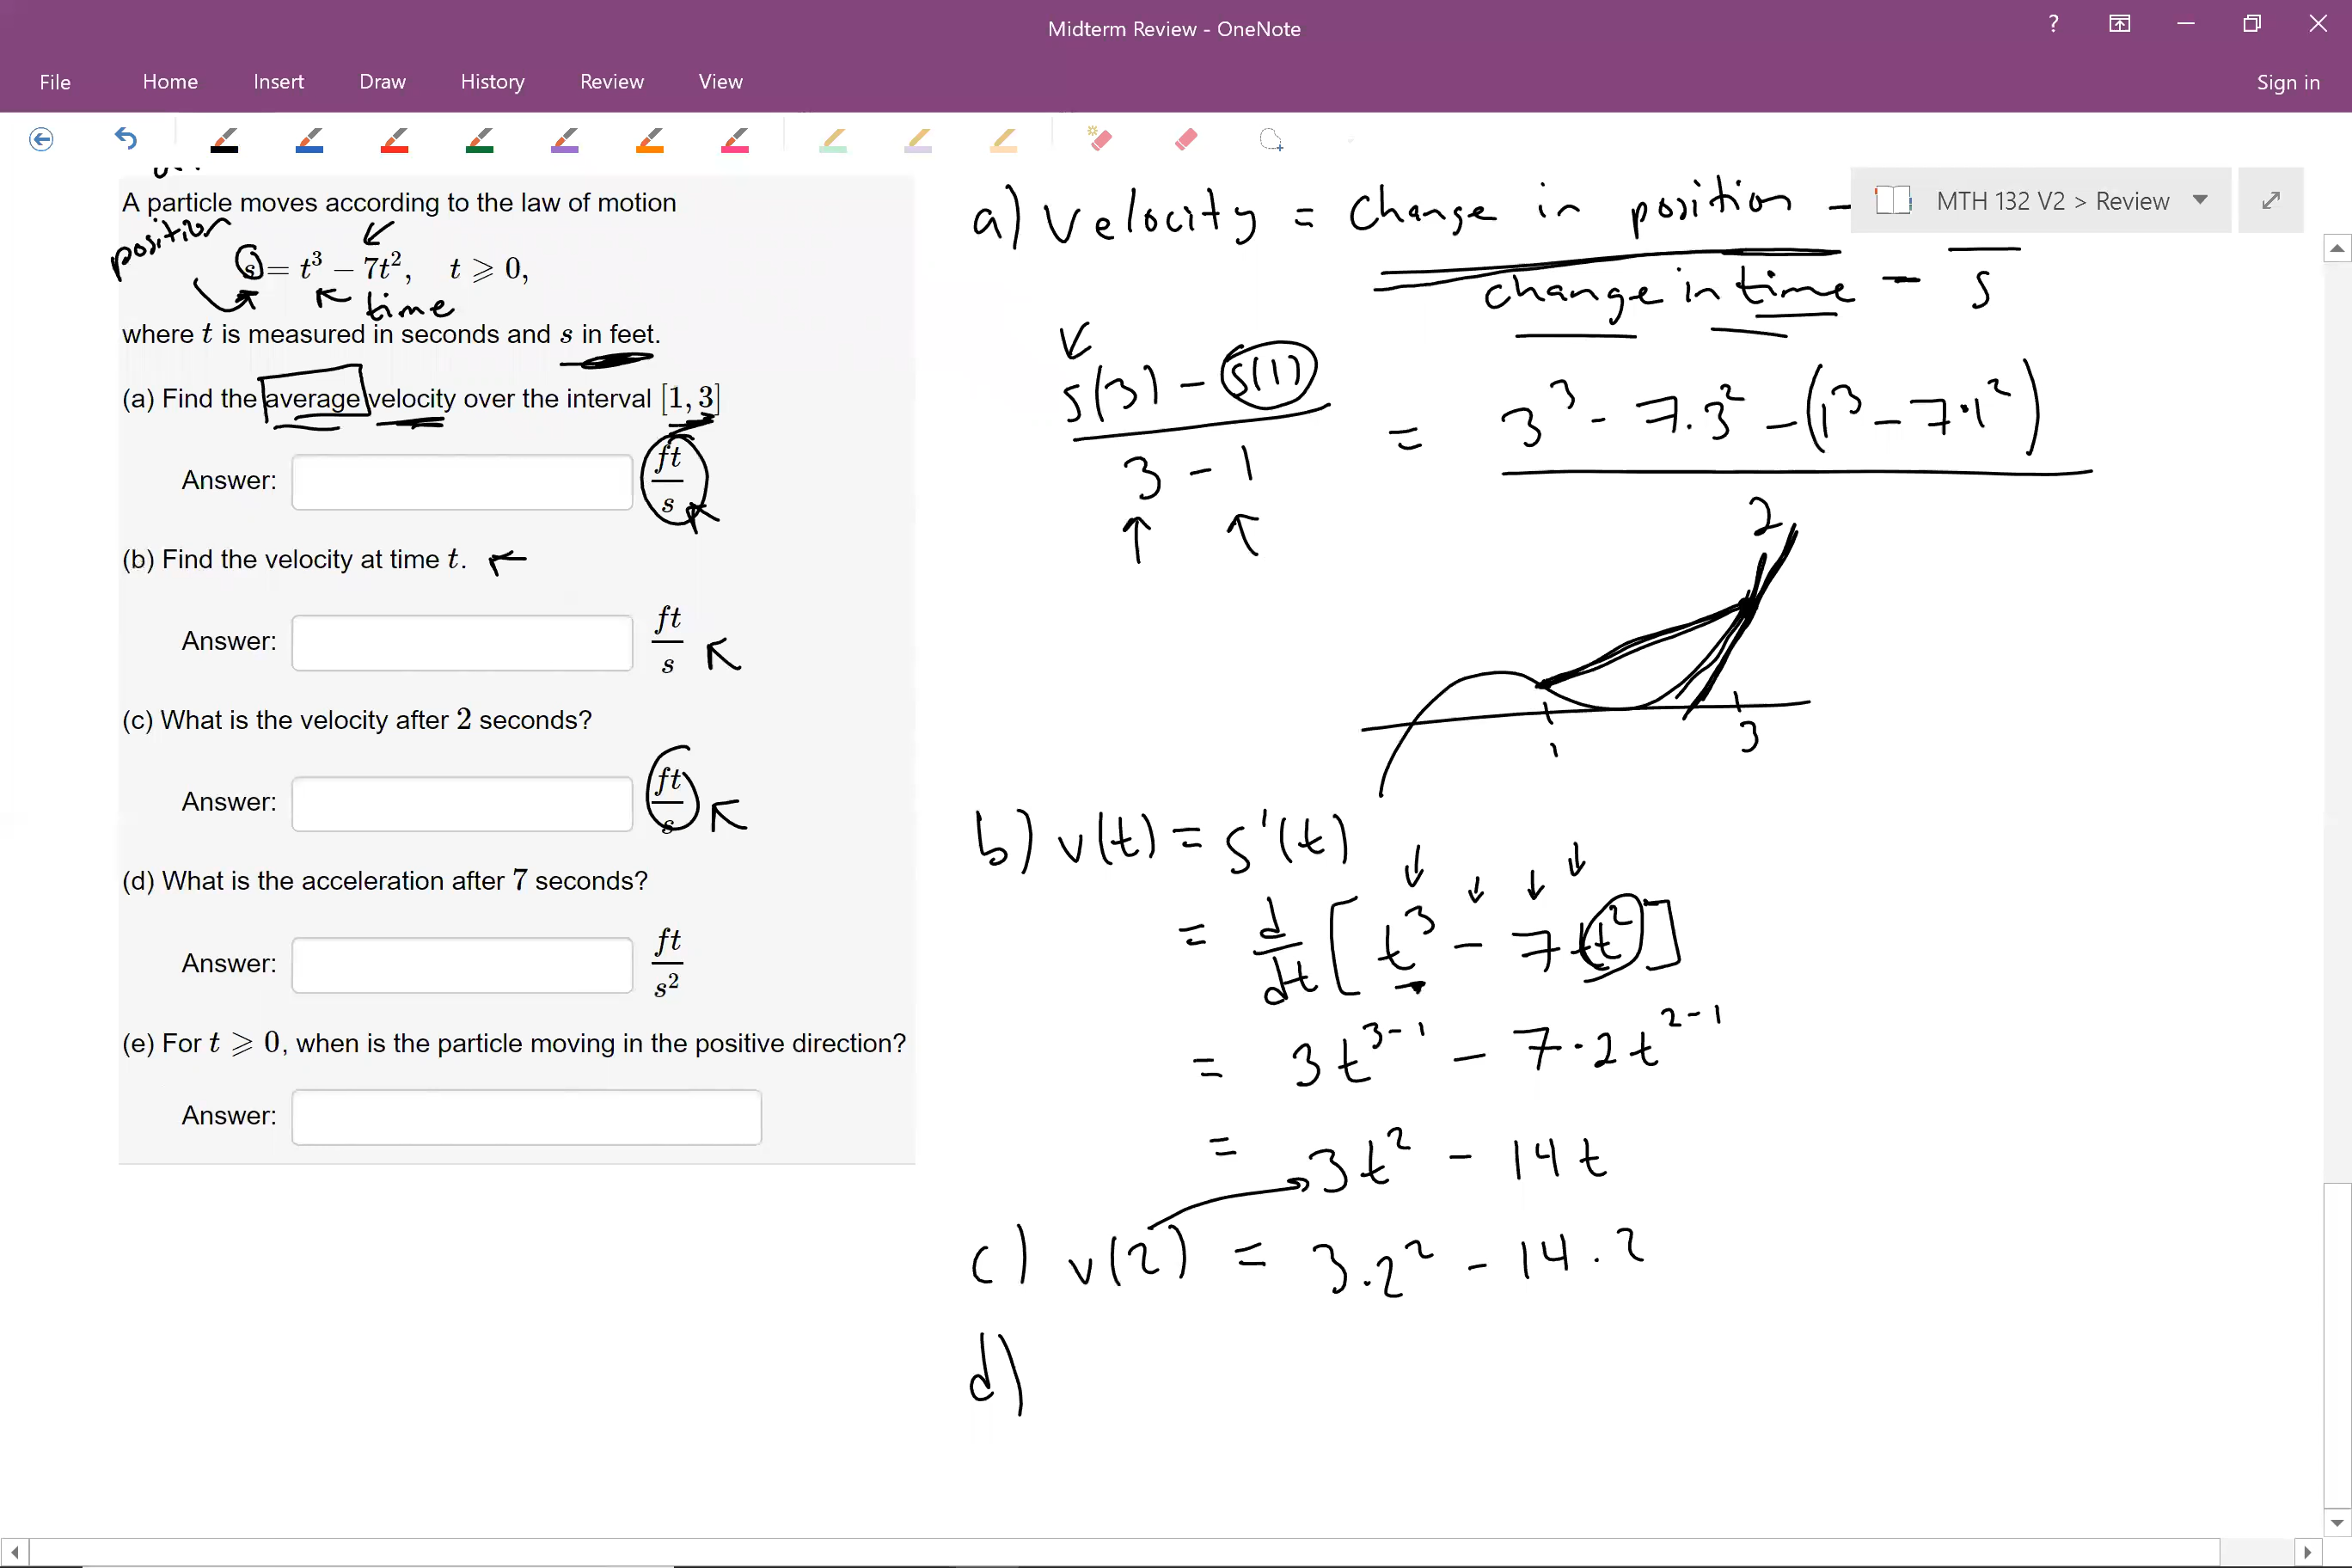 Midterm Review - OneNote
?
File Home Insert Draw History Review View Sign in
MTH 132 V2 > Review
A particle moves according to the law of motion
position
s = t³ − 7t², t ⩾ 0,
time
where t is measured in seconds and s in feet.
(a) Find the average velocity over the interval [1, 3]
Answer: ft/s
(b) Find the velocity at time t.
Answer: ft/s
(c) What is the velocity after 2 seconds?
Answer: ft/s
(d) What is the acceleration after 7 seconds?
Answer: ft/s²
(e) For t ⩾ 0, when is the particle moving in the positive direction?
Answer:
a) Velocity = change in position –
change in time – s
s(3) – s(1)
3 – 1
= 3³ – 7·3² – (1³ – 7·1²)
2
1 3
b) v(t) = s'(t)
= d/dt [t³ – 7t²]
= 3t³⁻¹ – 7·2t²⁻¹
= 3t² – 14t
c) v(2) = 3·2² – 14·2
d)